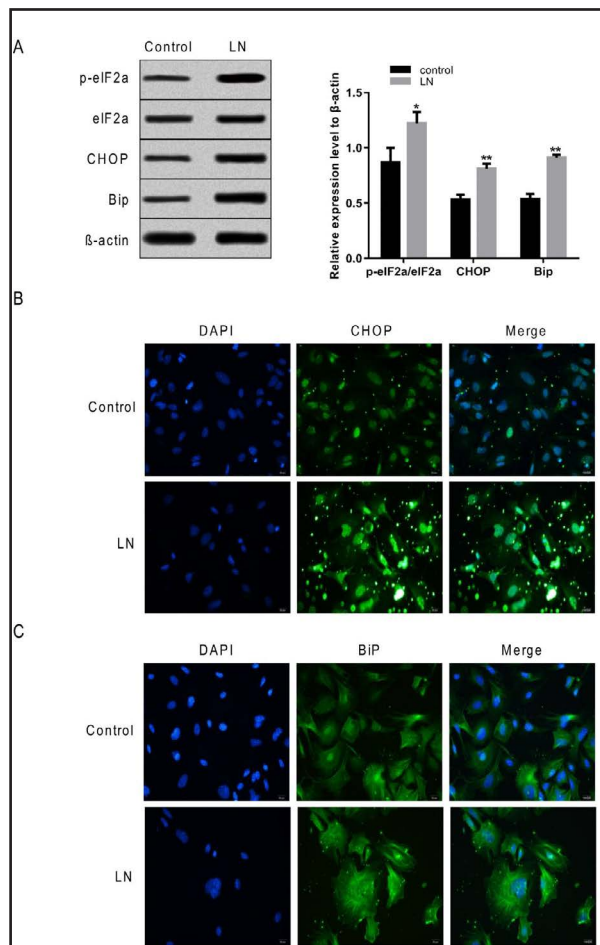 A
Control LN
p-eIF2a
eIF2a
CHOP
Bip
ß-actin
control
LN
Relative expression level to β-actin
1.5
1.0
0.5
0.0
*
**
**
p-eIF2a/eIF2a CHOP Bip
B
DAPI CHOP Merge
Control
LN
C
DAPI BiP Merge
Control
LN